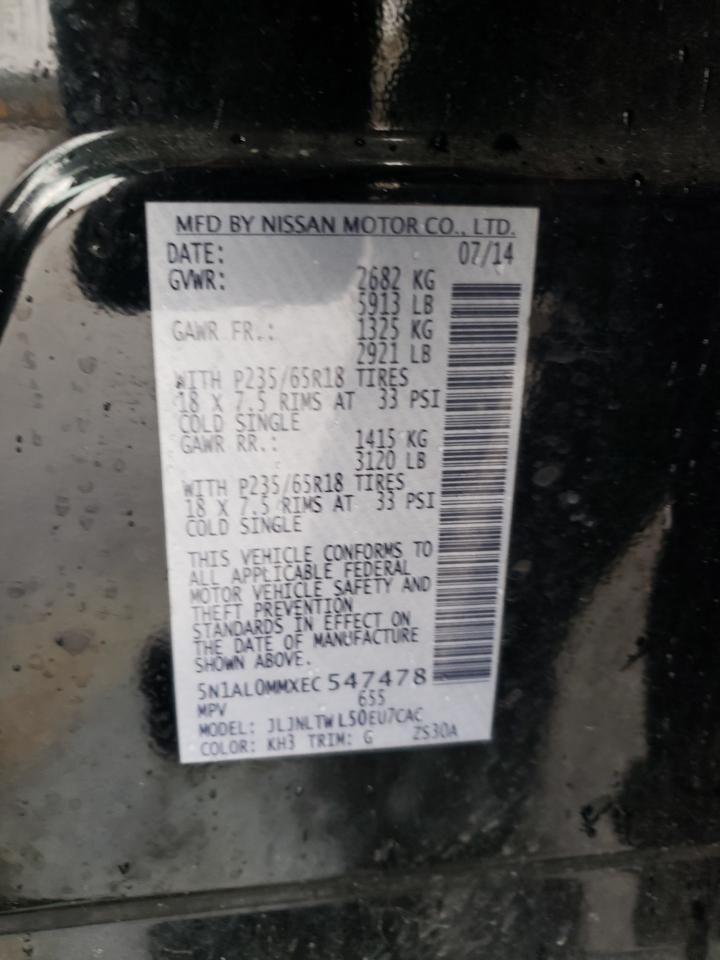 MFD BY NISSAN MOTOR CO., LTD.
DATE: 07/14
GVWR: 2682 KG
5913 LB
GAWR FR.: 1325 KG
2921 LB
WITH P235/65R18 TIRES
18 X 7.5 RIMS AT 33 PSI
COLD SINGLE
GAWR RR.: 1415 KG
3120 LB
WITH P235/65R18 TIRES
18 X 7.5 RIMS AT 33 PSI
COLD SINGLE
THIS VEHICLE CONFORMS TO
ALL APPLICABLE FEDERAL
MOTOR VEHICLE SAFETY AND
THEFT PREVENTION
STANDARDS IN EFFECT ON
THE DATE OF MANUFACTURE
SHOWN ABOVE.
5N1AL0MMXEC 547478
MPV 655
MODEL: JLJNLTWL50EU7CAC
COLOR: KH3 TRIM: G ZS30A